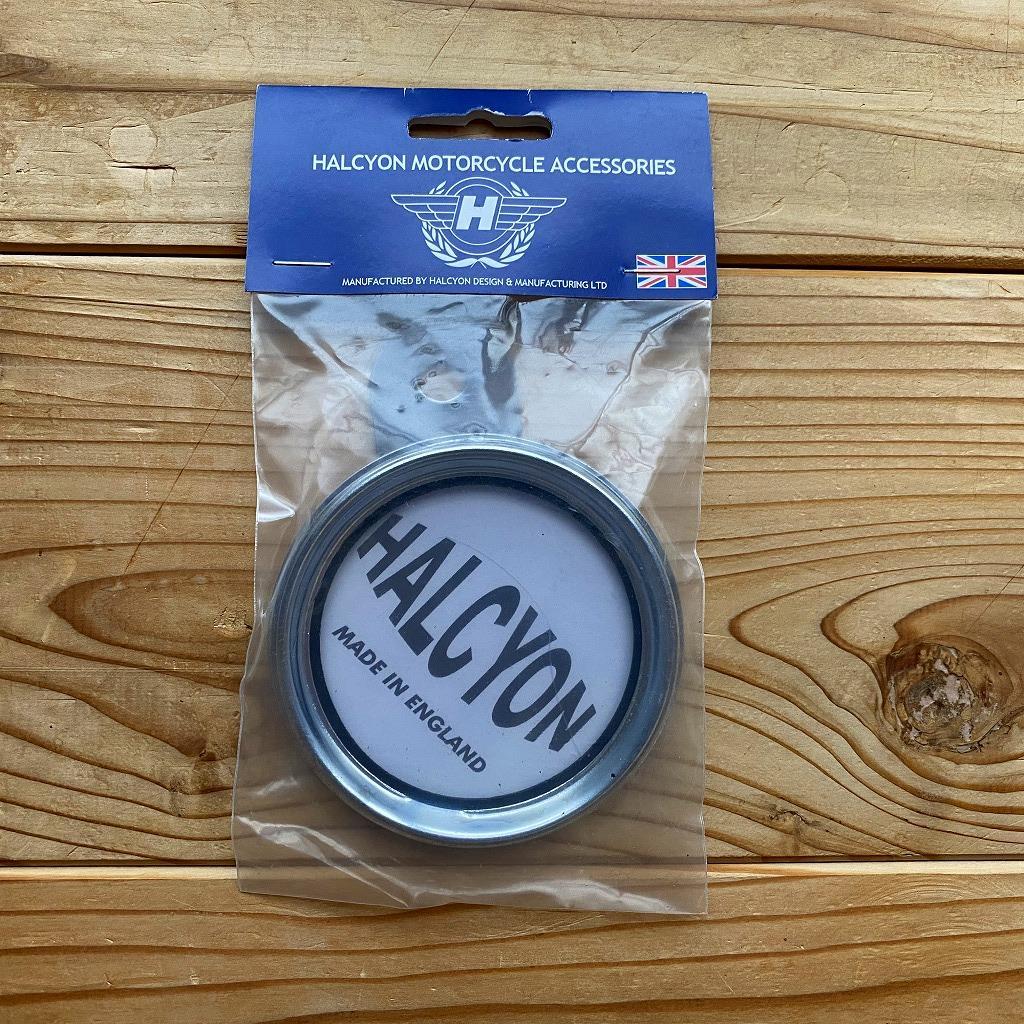 HALCYON MOTORCYCLE ACCESSORIES
H
MANUFACTURED BY HALCYON DESIGN & MANUFACTURING LTD
HALCYON
MADE IN ENGLAND